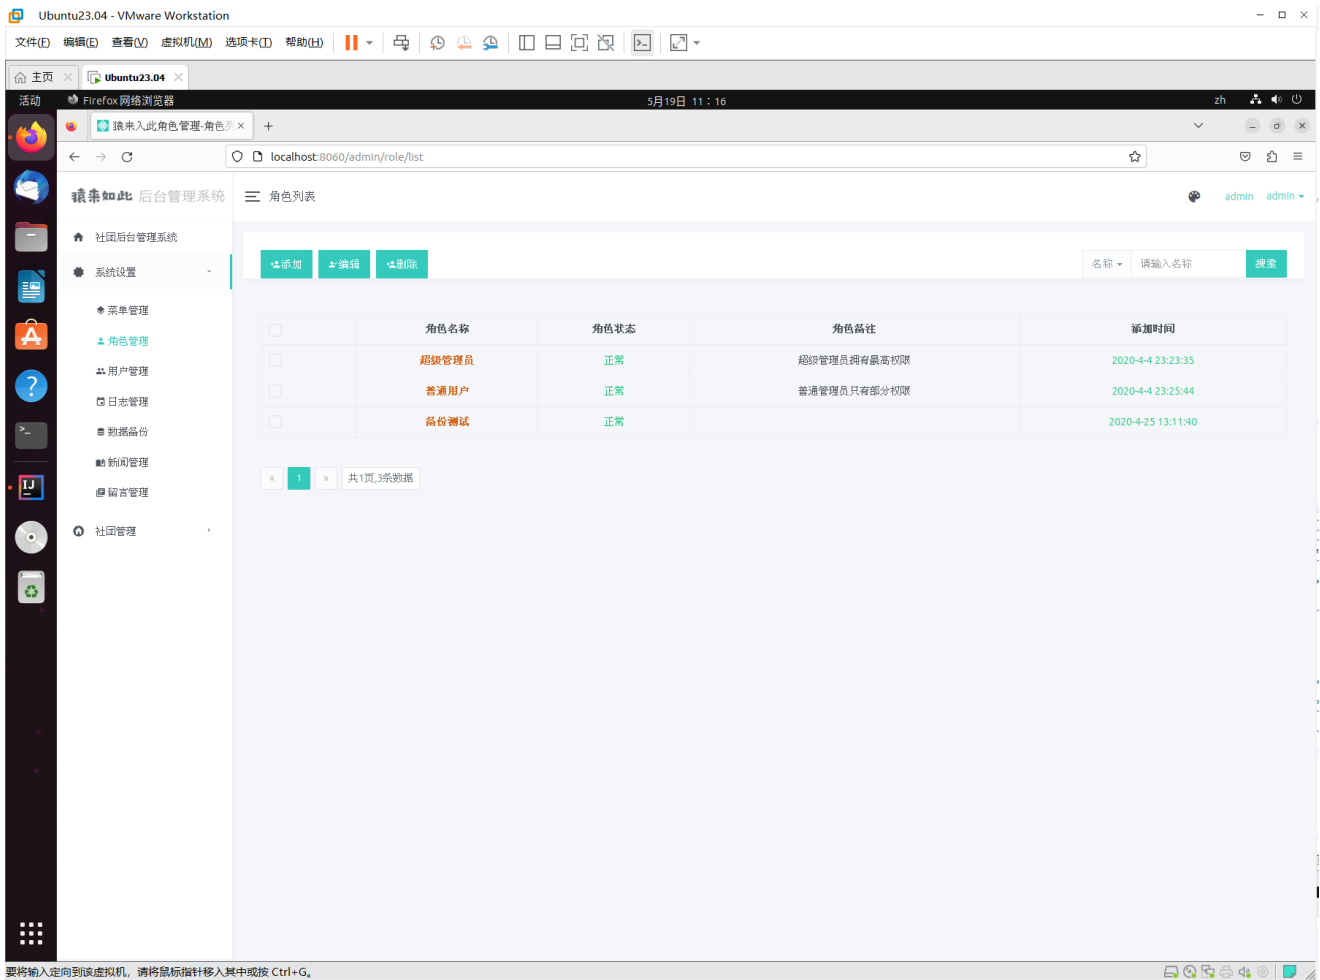 Ubuntu23.04 - VMware Workstation
文件(F) 编辑(E) 查看(V) 虚拟机(M) 选项卡(T) 帮助(H)
主页 Ubuntu23.04
活动 Firefox 网络浏览器 5月19日 11：16 zh
猿来入此角色管理-角色列
localhost:8060/admin/role/list
猿来如此 后台管理系统 角色列表 admin admin
社团后台管理系统
系统设置
添加 编辑 删除 名称 请输入名称 搜索
菜单管理
角色管理
用户管理
日志管理
数据备份
新闻管理
留言管理
社团管理
角色名称 角色状态 角色备注 添加时间
超级管理员 正常 超级管理员拥有最高权限 2020-4-4 23:23:35
普通用户 正常 普通管理员只有部分权限 2020-4-4 23:25:44
备份测试 正常 2020-4-25 13:11:40
« 1 » 共1页,3条数据
要将输入定向到该虚拟机，请将鼠标指针移入其中或按 Ctrl+G。